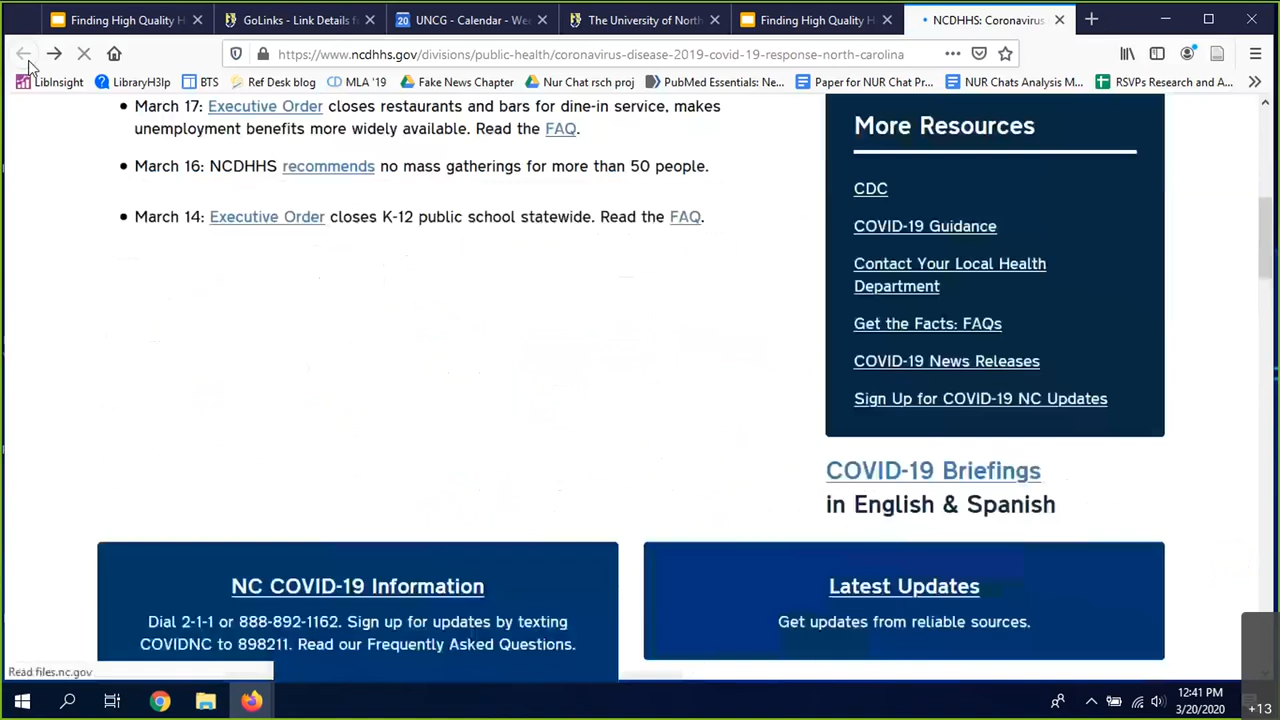 Finding High Quality H
GoLinks - Link Details f
20
UNCG - Calendar - We
The University of North
Finding High Quality H
NCDHHS: Coronavirus
https://www.ncdhhs.gov/divisions/public-health/coronavirus-disease-2019-covid-19-response-north-carolina
LibInsight
LibraryH3lp
BTS
Ref Desk blog
MLA '19
Fake News Chapter
Nur Chat rsch proj
PubMed Essentials: Ne...
Paper for NUR Chat Pr...
NUR Chats Analysis M...
RSVPs Research and A...
• March 17: Executive Order closes restaurants and bars for dine-in service, makes
unemployment benefits more widely available. Read the FAQ.
• March 16: NCDHHS recommends no mass gatherings for more than 50 people.
• March 14: Executive Order closes K-12 public school statewide. Read the FAQ.
More Resources
CDC
COVID-19 Guidance
Contact Your Local Health
Department
Get the Facts: FAQs
COVID-19 News Releases
Sign Up for COVID-19 NC Updates
COVID-19 Briefings
in English & Spanish
NC COVID-19 Information
Dial 2-1-1 or 888-892-1162. Sign up for updates by texting
COVIDNC to 898211. Read our Frequently Asked Questions.
Latest Updates
Get updates from reliable sources.
Read files.nc.gov
12:41 PM
3/20/2020
+13